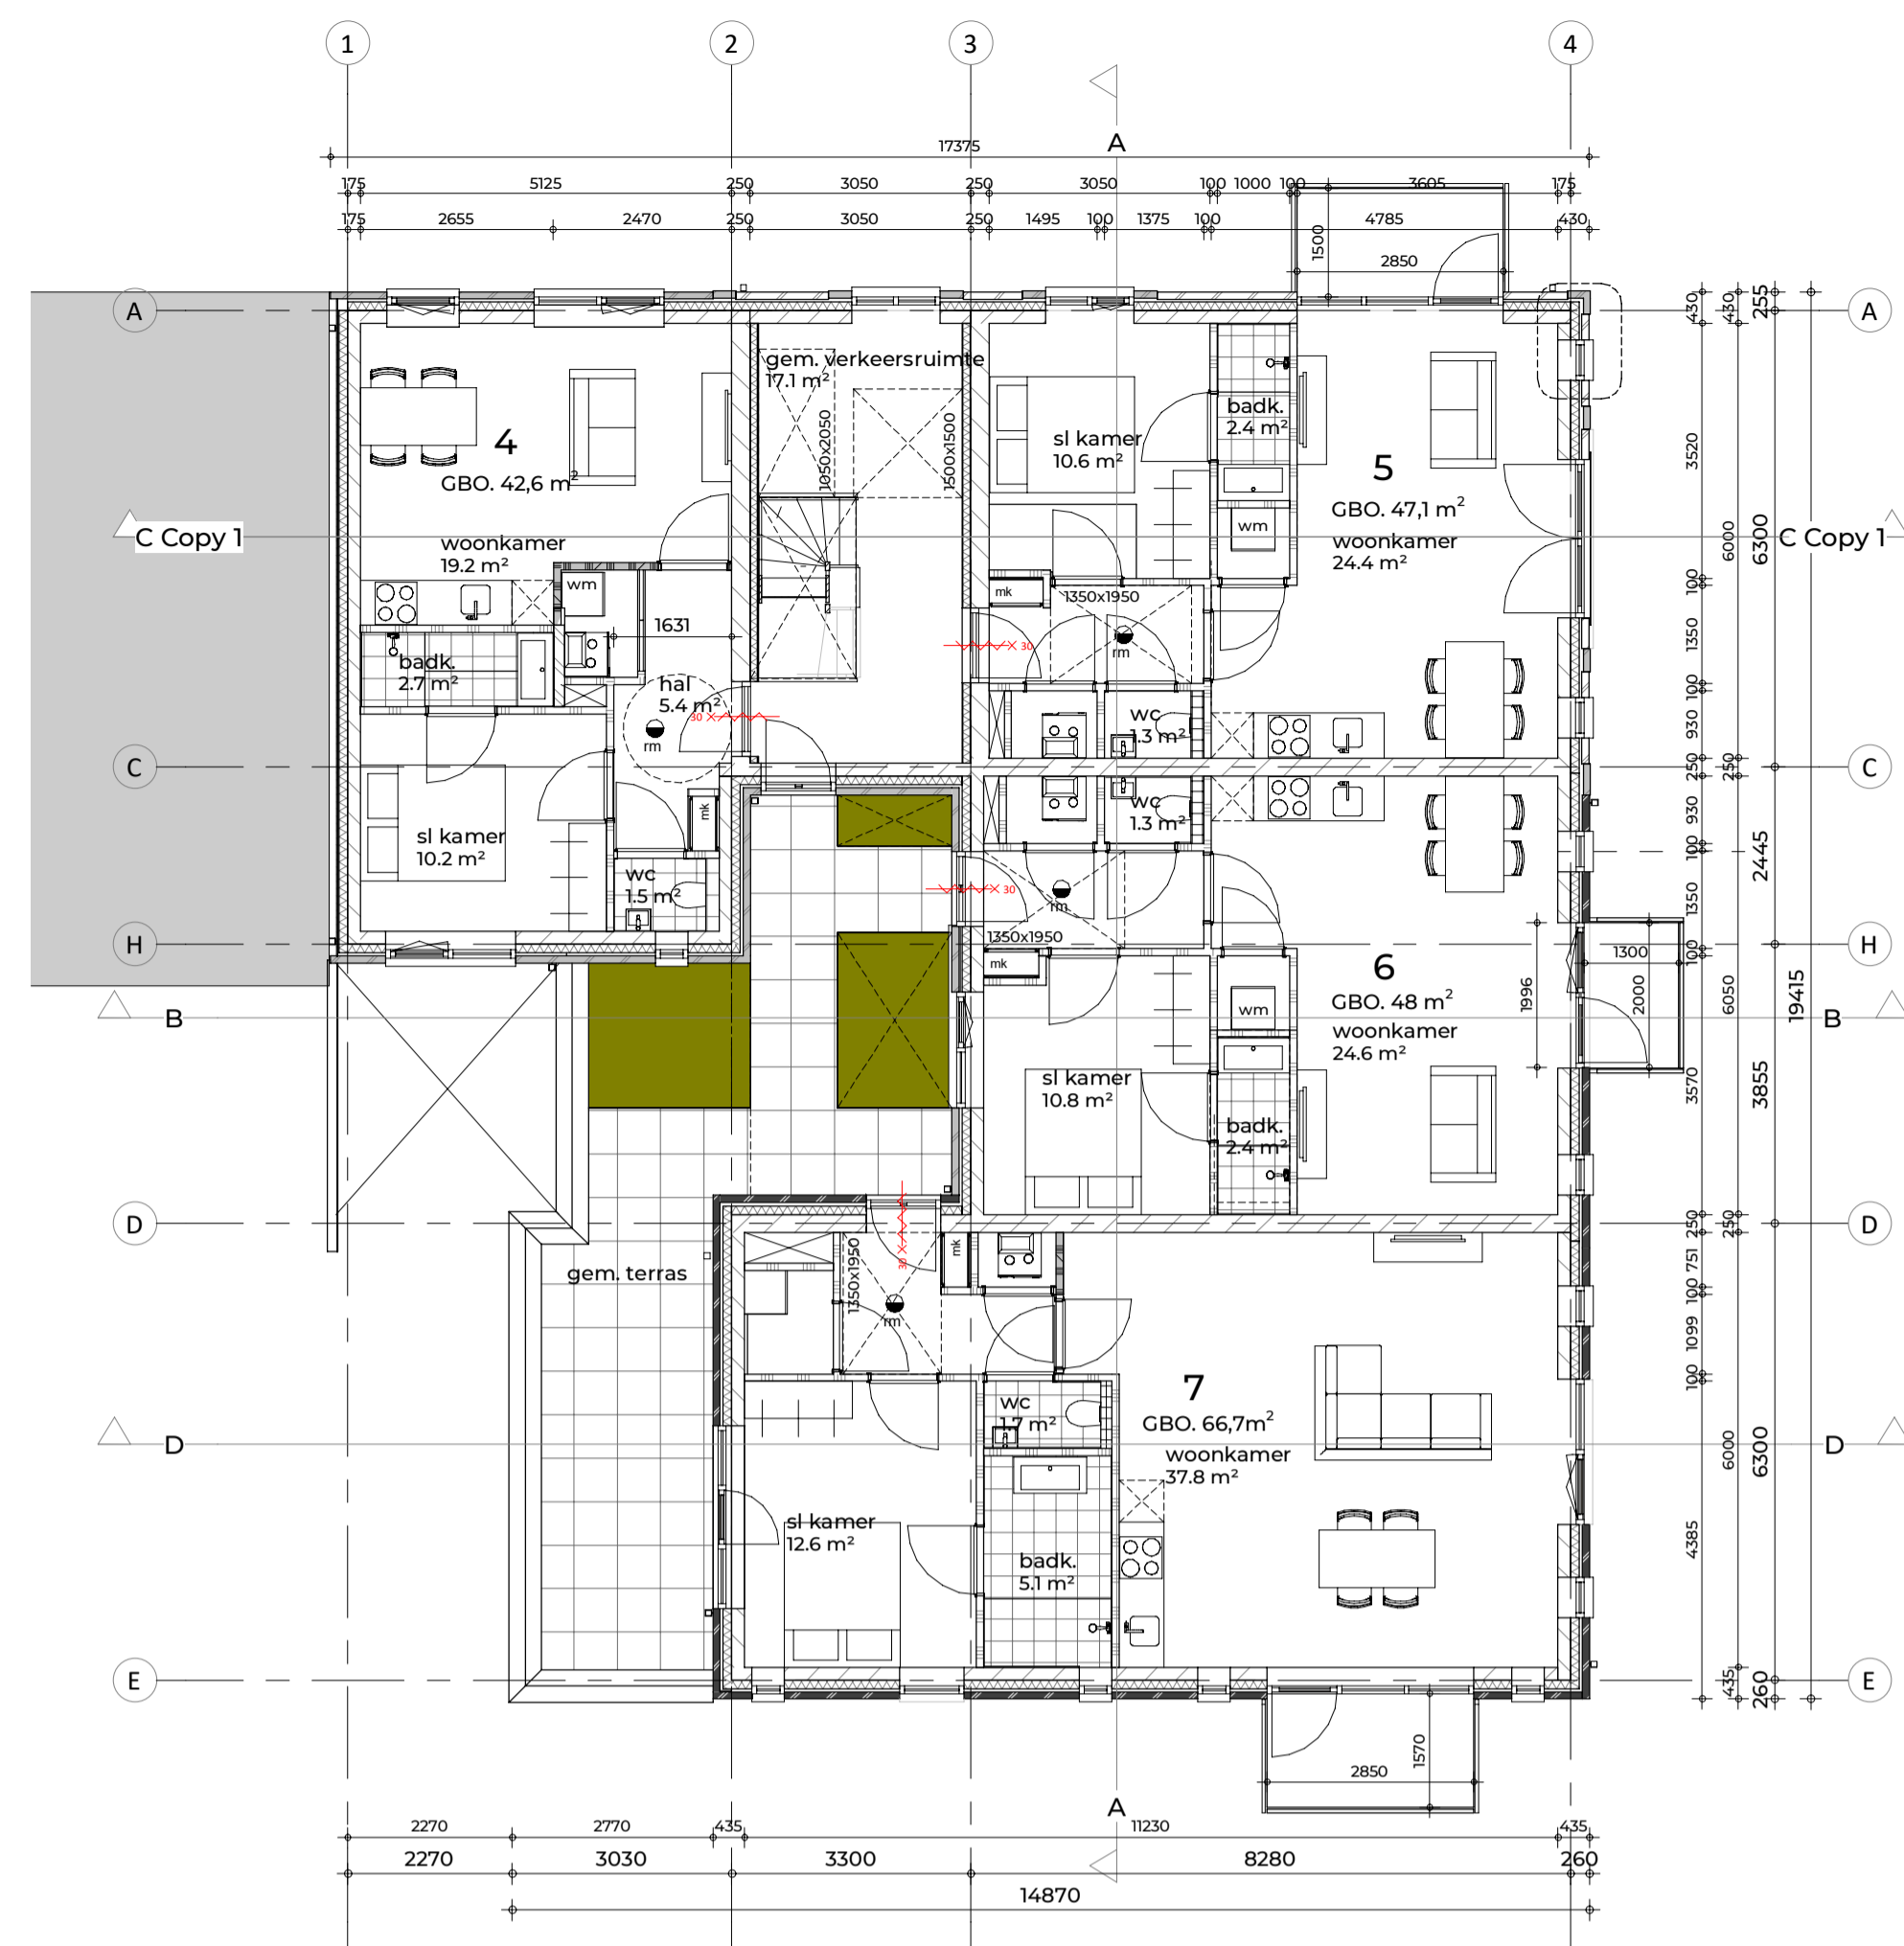 1
2
3
4
A
17375
175
5125
250
3050
250
3050
100
1000
100
3605
175
175
2655
2470
250
3050
250
1495
100
1375
100
4785
430
1500
2850
A
A
430
430
255
gem. verkeersruimte
17.1 m²
1050x2050
1500x1500
4
GBO. 42,6 m²
woonkamer
19.2 m²
sl kamer
10.6 m²
badk.
2.4 m²
wm
5
GBO. 47,1 m²
woonkamer
24.4 m²
3520
6000
6300
C Copy 1
C Copy 1
wm
mk
1350x1950
rm
30
100
1350
100
930
1631
badk.
2.7 m²
hal
5.4 m²
30
rm
wc
1.3 m²
C
C
250
250
wc
1.3 m²
930
100
2445
1350
100
sl kamer
10.2 m²
mk
wc
1.5 m²
30
rm
1350x1950
mk
H
H
6
GBO. 48 m²
woonkamer
24.6 m²
wm
1300
1996
2000
6050
19415
B
B
sl kamer
10.8 m²
badk.
2.4 m²
3570
3855
D
D
250
250
gem. terras
1350x1950
30
mk
rm
751
100
1099
100
7
GBO. 66,7m²
woonkamer
37.8 m²
wc
1.7 m²
D
D
6000
6300
sl kamer
12.6 m²
badk.
5.1 m²
4385
E
E
435
260
1570
2850
A
2270
2770
435
11230
435
2270
3030
3300
8280
260
14870